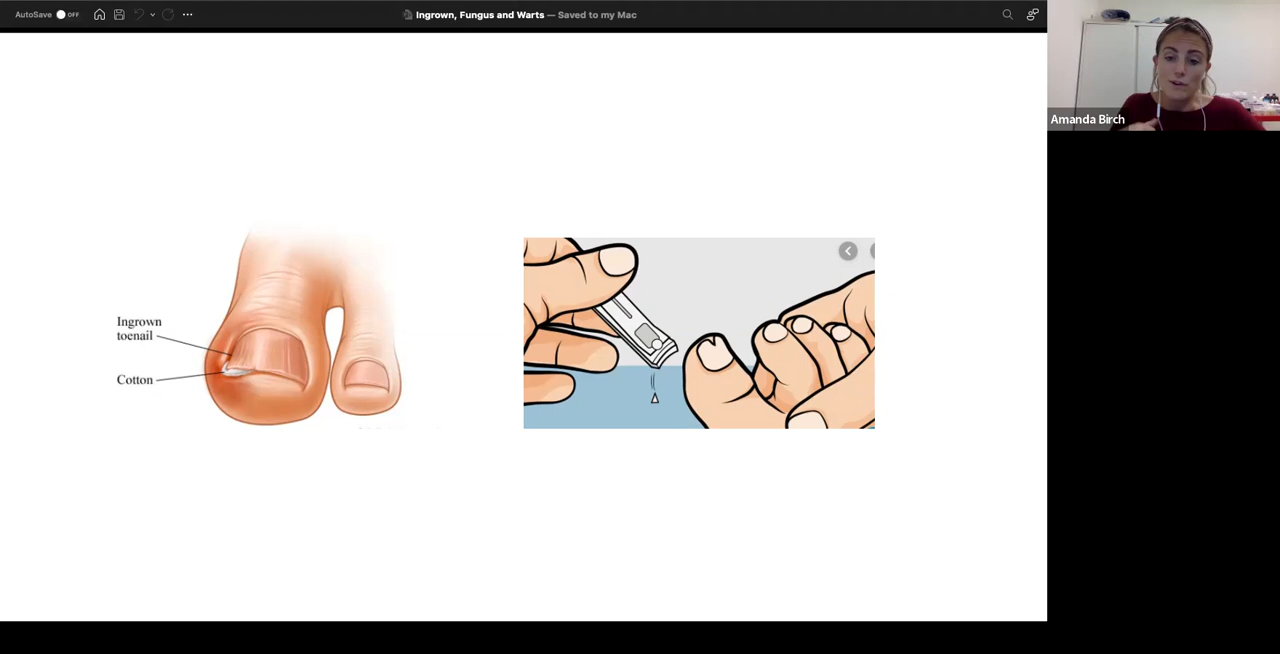 AutoSave OFF
Ingrown, Fungus and Warts — Saved to my Mac
Amanda Birch
Ingrown
toenail
Cotton